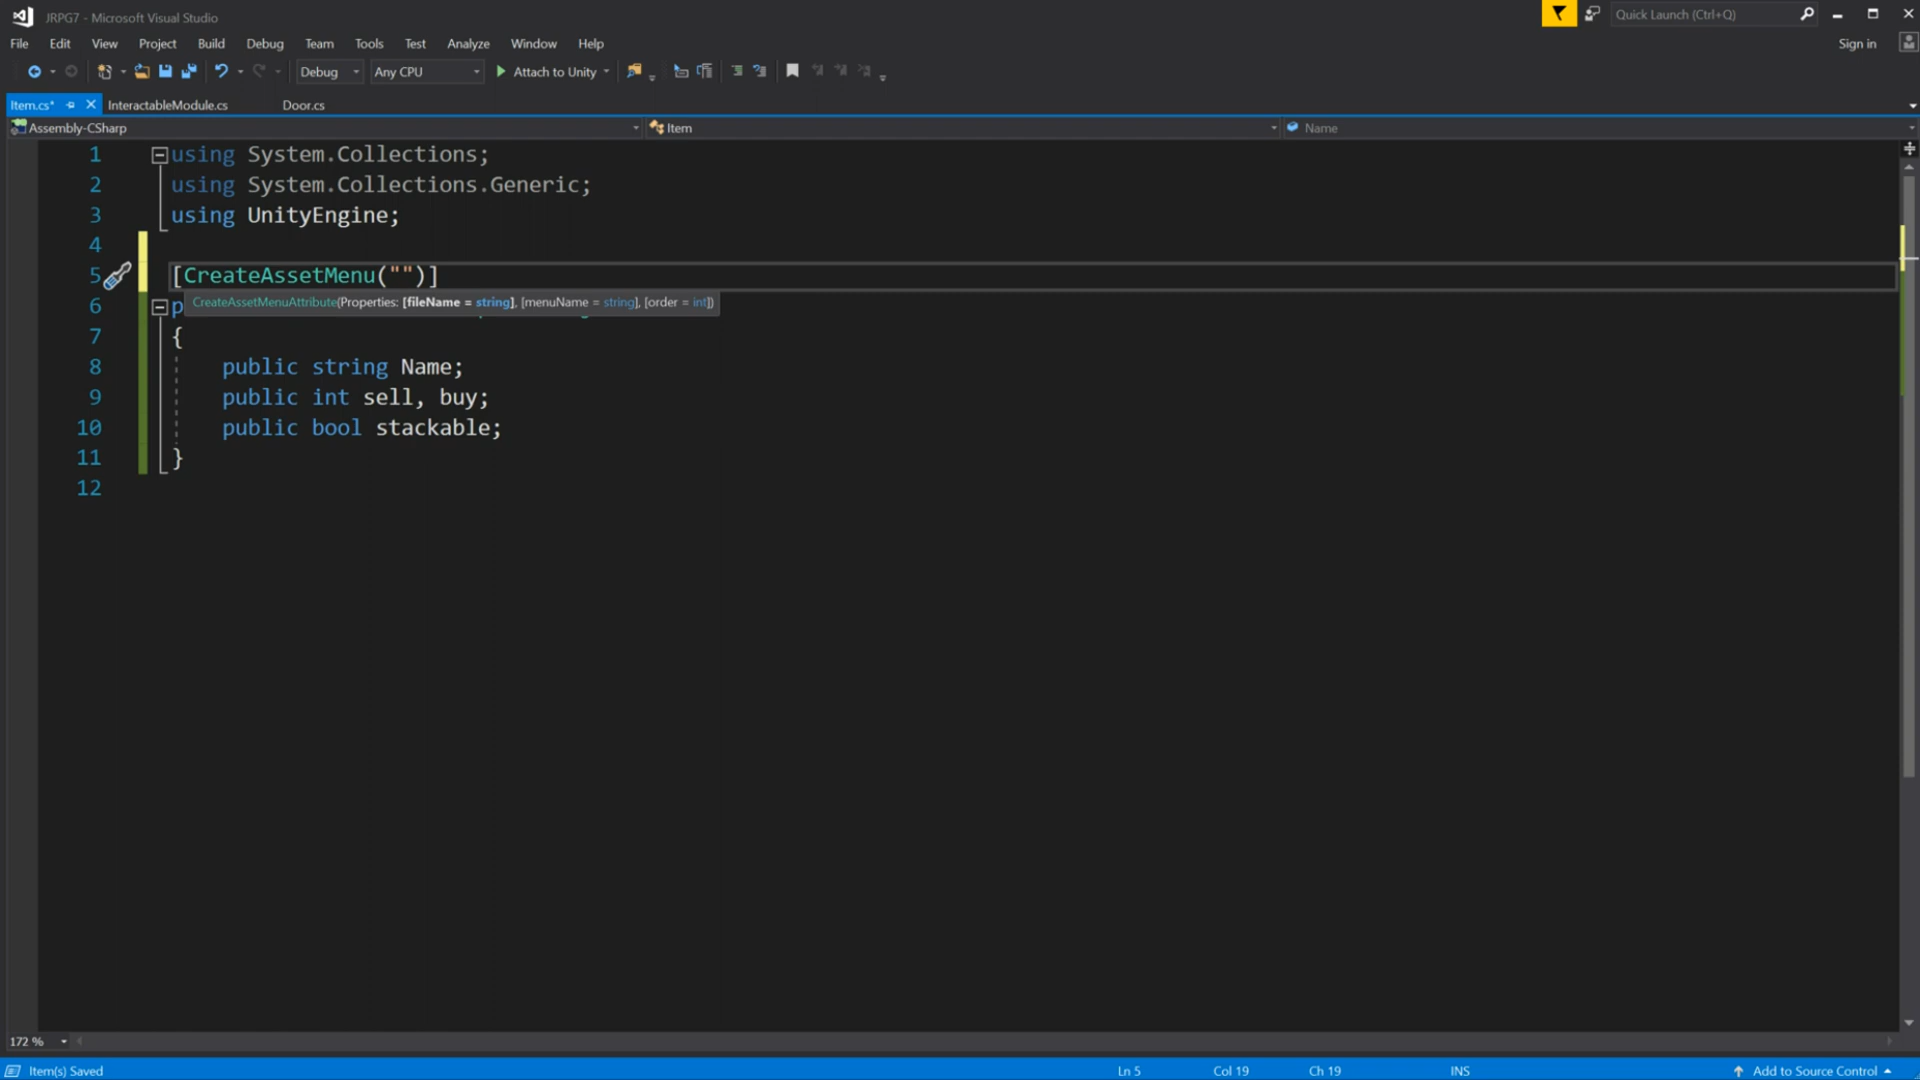 JRPG7 - Microsoft Visual Studio
Quick Launch (Ctrl+Q)
File Edit View Project Build Debug Team Tools Test Analyze Window Help
Sign in
Debug Any CPU Attach to Unity
Item.cs* InteractableModule.cs Door.cs
Assembly-CSharp Item Name
1 using System.Collections;
2 using System.Collections.Generic;
3 using UnityEngine;
4
5 [CreateAssetMenu("")]
CreateAssetMenuAttribute(Properties: [fileName = string], [menuName = string], [order = int])
6 p
7 {
8 public string Name;
9 public int sell, buy;
10 public bool stackable;
11 }
12
172 %
Item(s) Saved Ln 5 Col 19 Ch 19 INS Add to Source Control